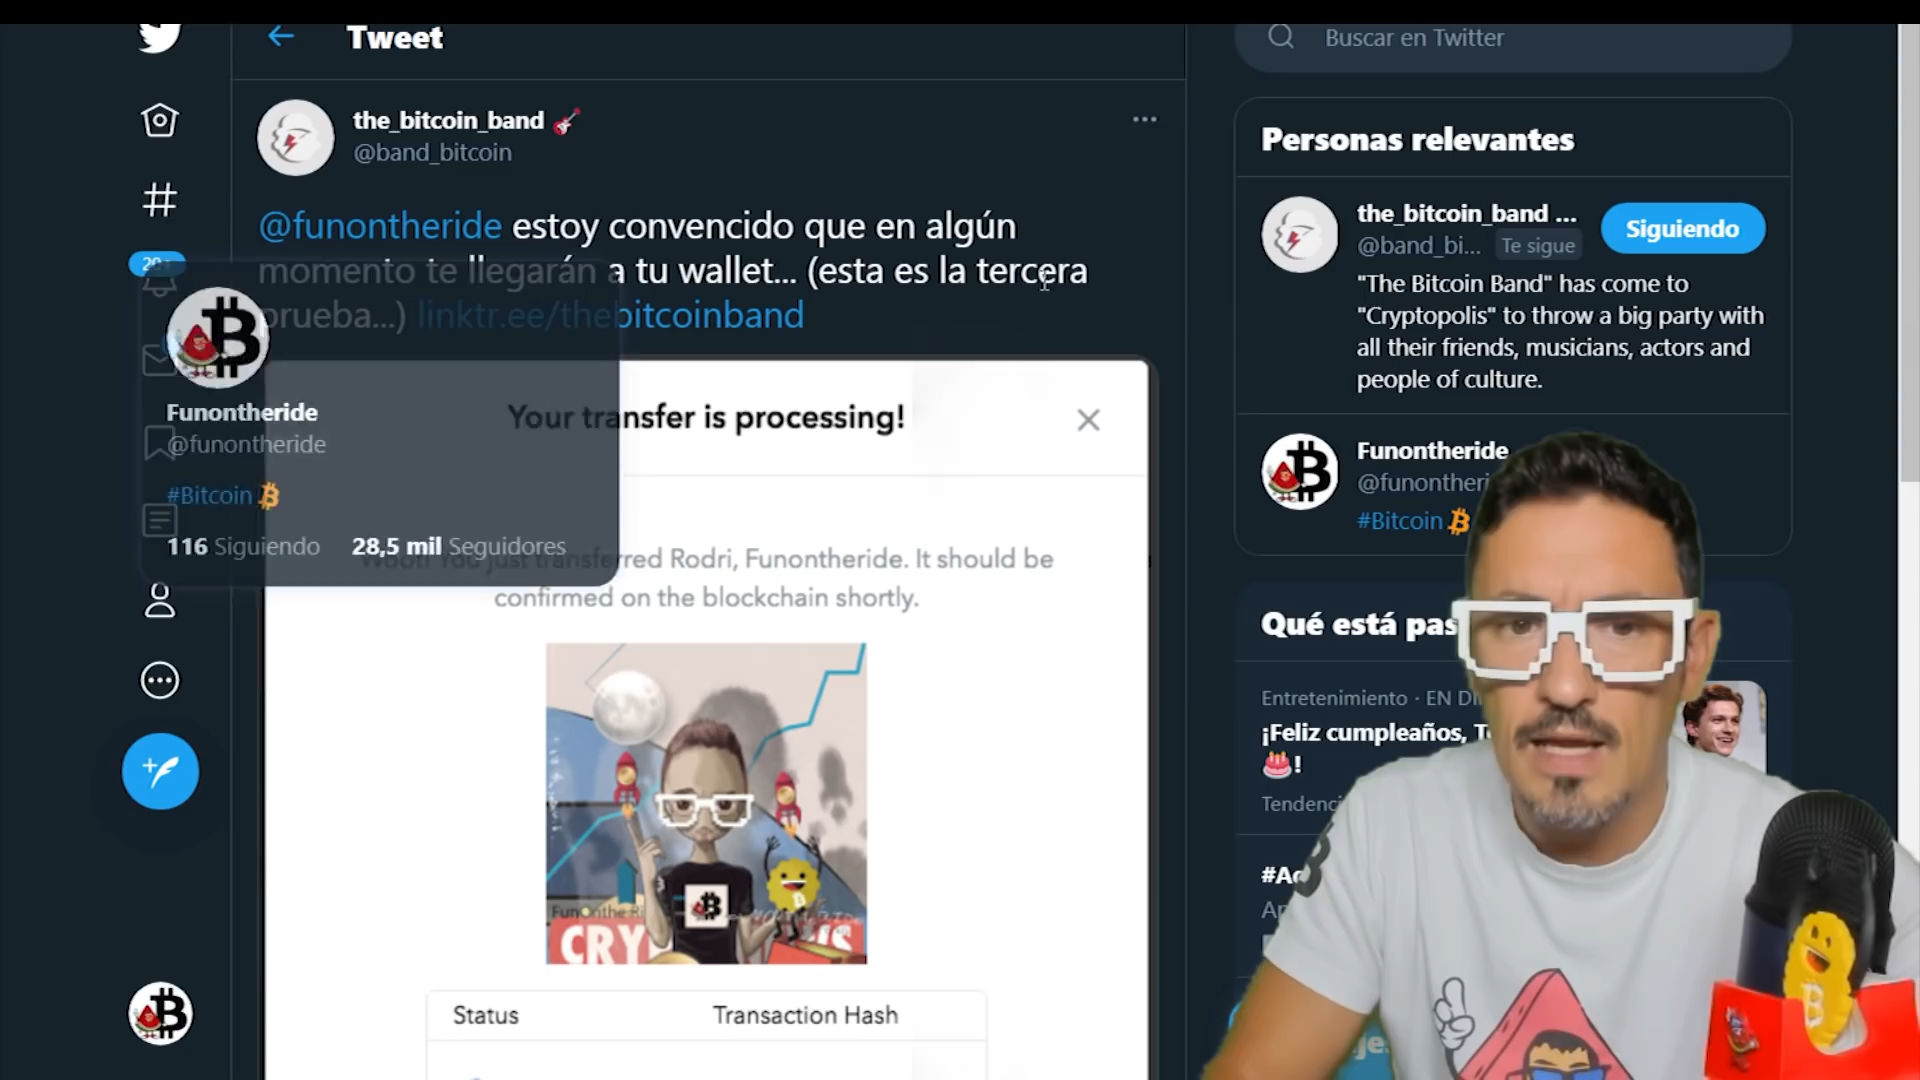 Tweet
Buscar en Twitter
the_bitcoin_band
@band_bitcoin
@funontheride estoy convencido que en algún
momento te llegarán a tu wallet... (esta es la tercera
prueba...) linktr.ee/thebitcoinband
20+
Funontheride
@funontheride
#Bitcoin
116 Siguiendo 28,5 mil Seguidores
Your transfer is processing!
Woot! You just transferred Rodri, Funontheride. It should be
confirmed on the blockchain shortly.
Status Transaction Hash
Personas relevantes
the_bitcoin_band ...
@band_bi... Te sigue
Siguiendo
"The Bitcoin Band" has come to
"Cryptopolis" to throw a big party with
all their friends, musicians, actors and
people of culture.
Funontheride
@funontheri
#Bitcoin
Qué está pas
Entretenimiento · EN DI
¡Feliz cumpleaños, T
!
Tendenci